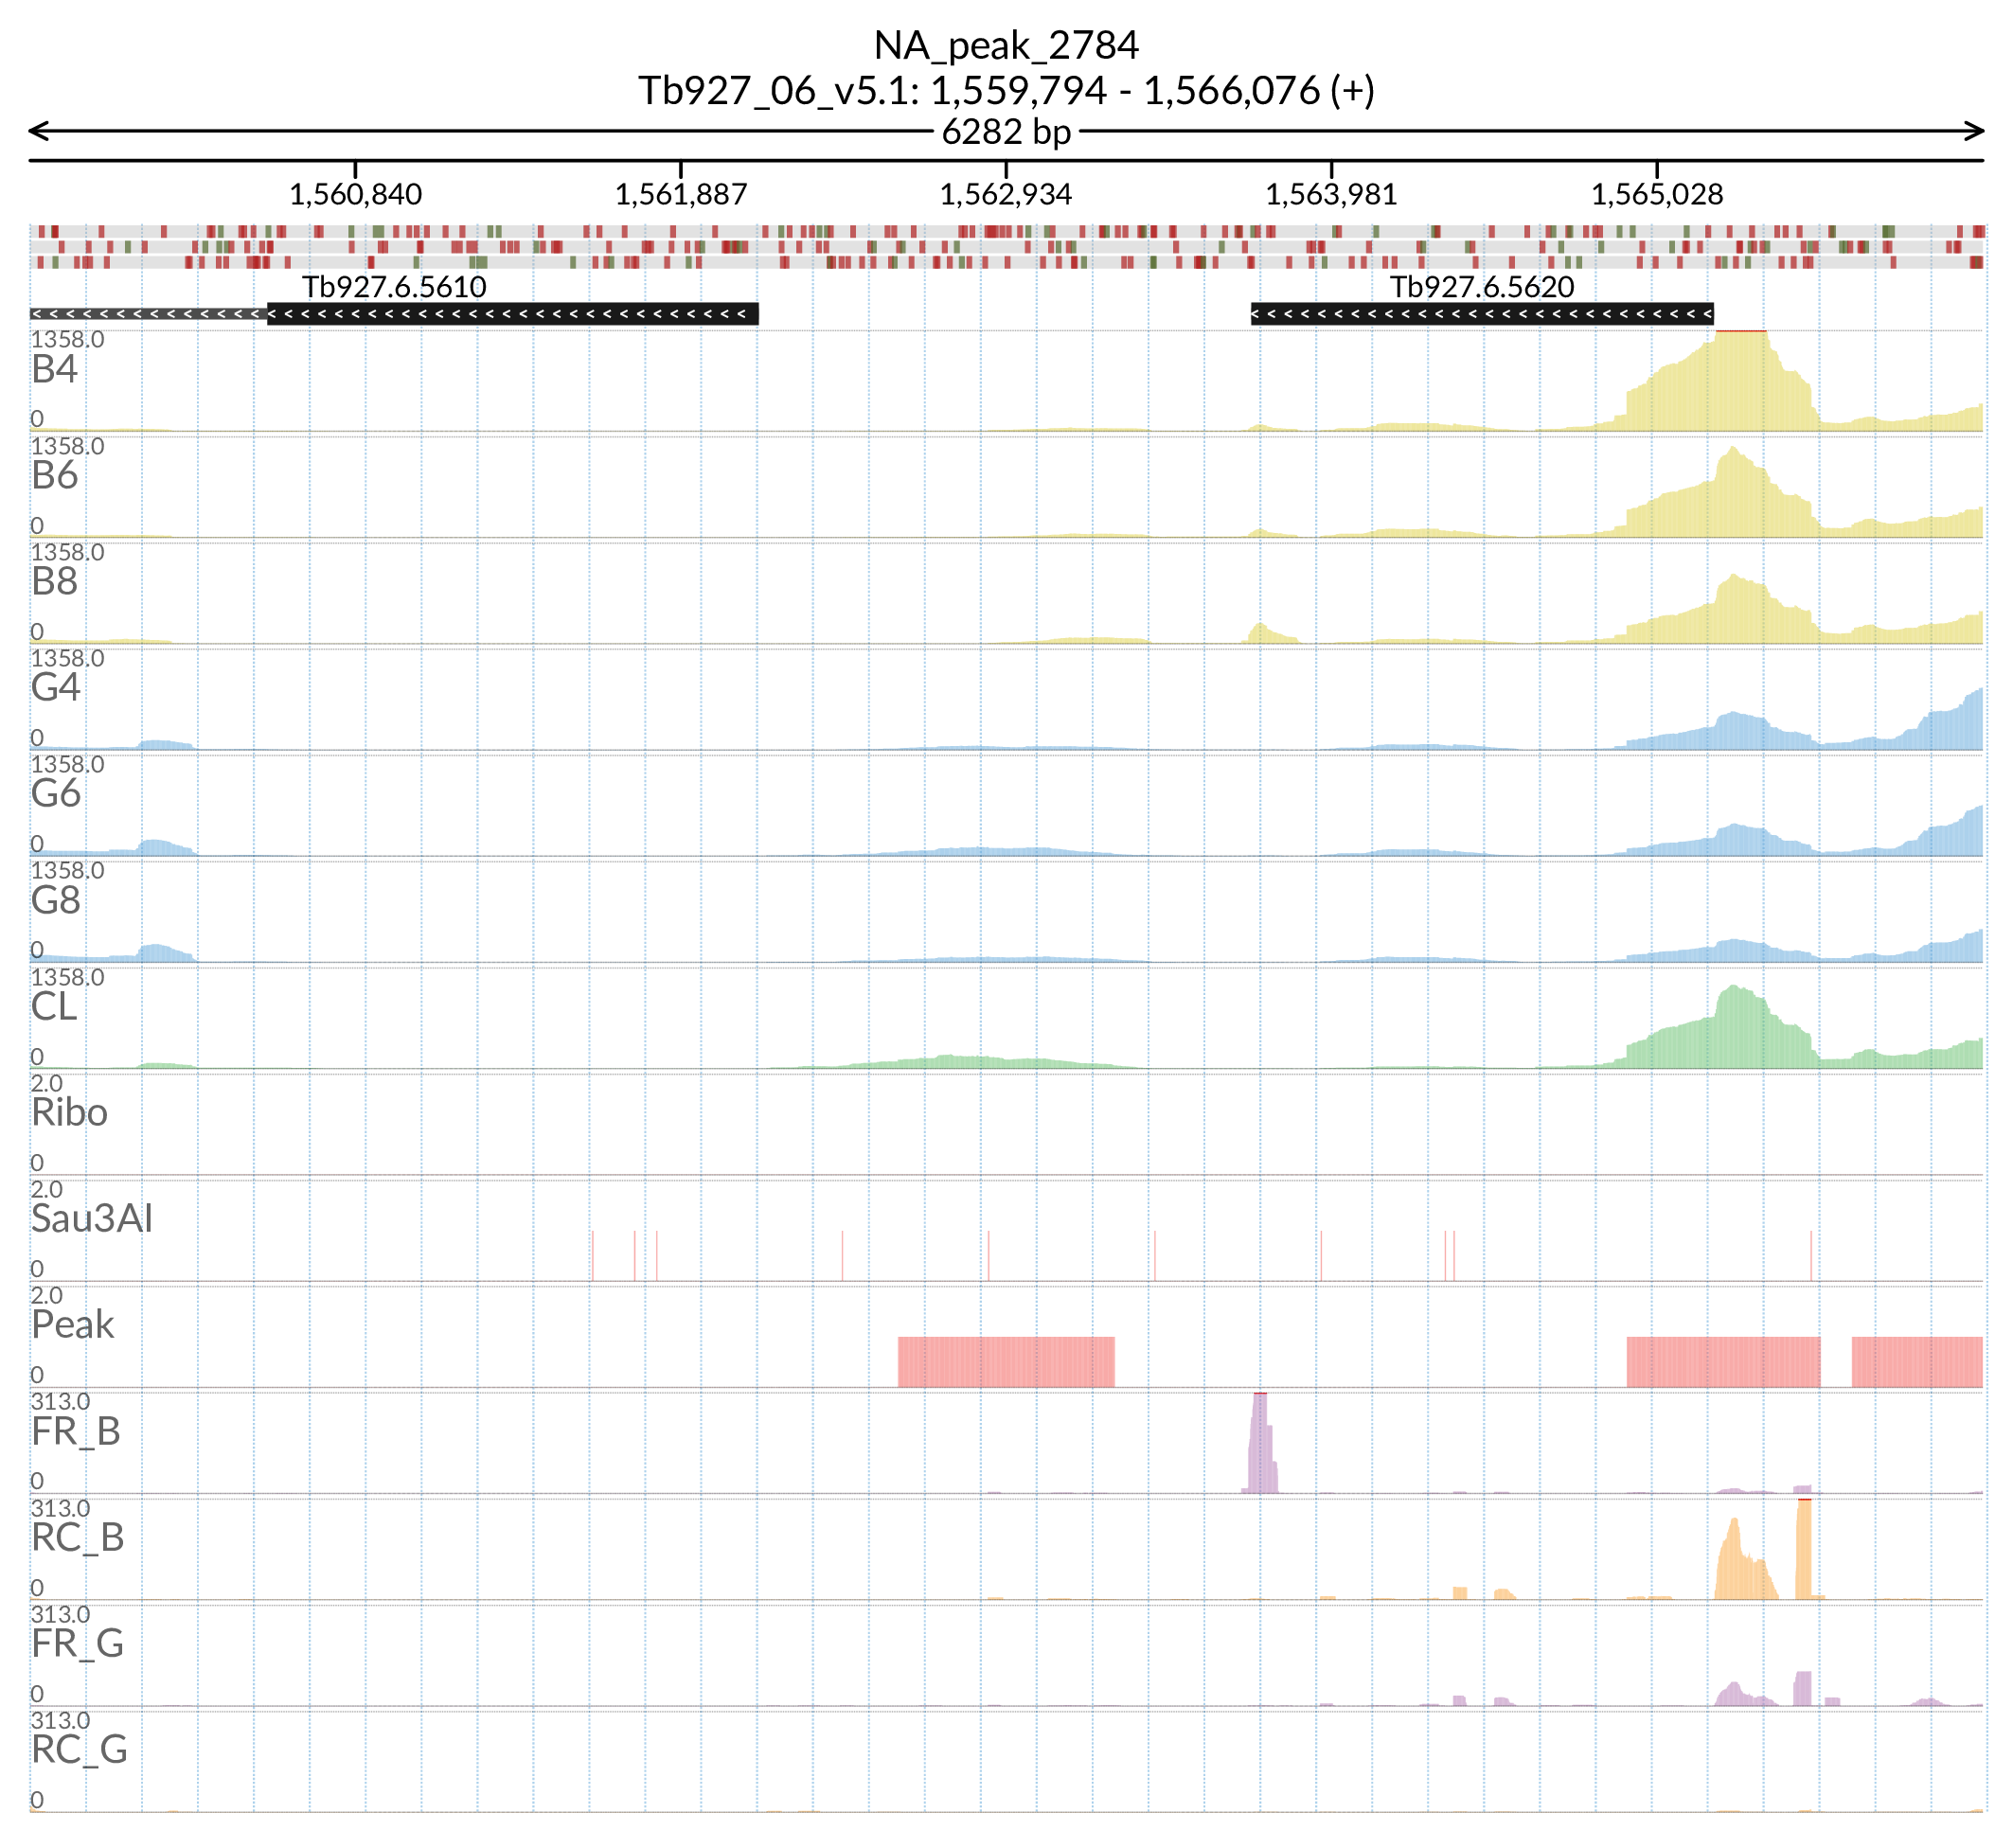 NA_peak_2784
Tb927_06_v5.1: 1,559,794 - 1,566,076 (+)
6282 bp
1,560,840 1,561,887 1,562,934 1,563,981 1,565,028
Tb927.6.5610 Tb927.6.5620
1358.0
B4
0
1358.0
B6
0
1358.0
B8
0
1358.0
G4
0
1358.0
G6
0
1358.0
G8
0
1358.0
CL
0
2.0
Ribo
0
2.0
Sau3AI
0
2.0
Peak
0
313.0
FR_B
0
313.0
RC_B
0
313.0
FR_G
0
313.0
RC_G
0